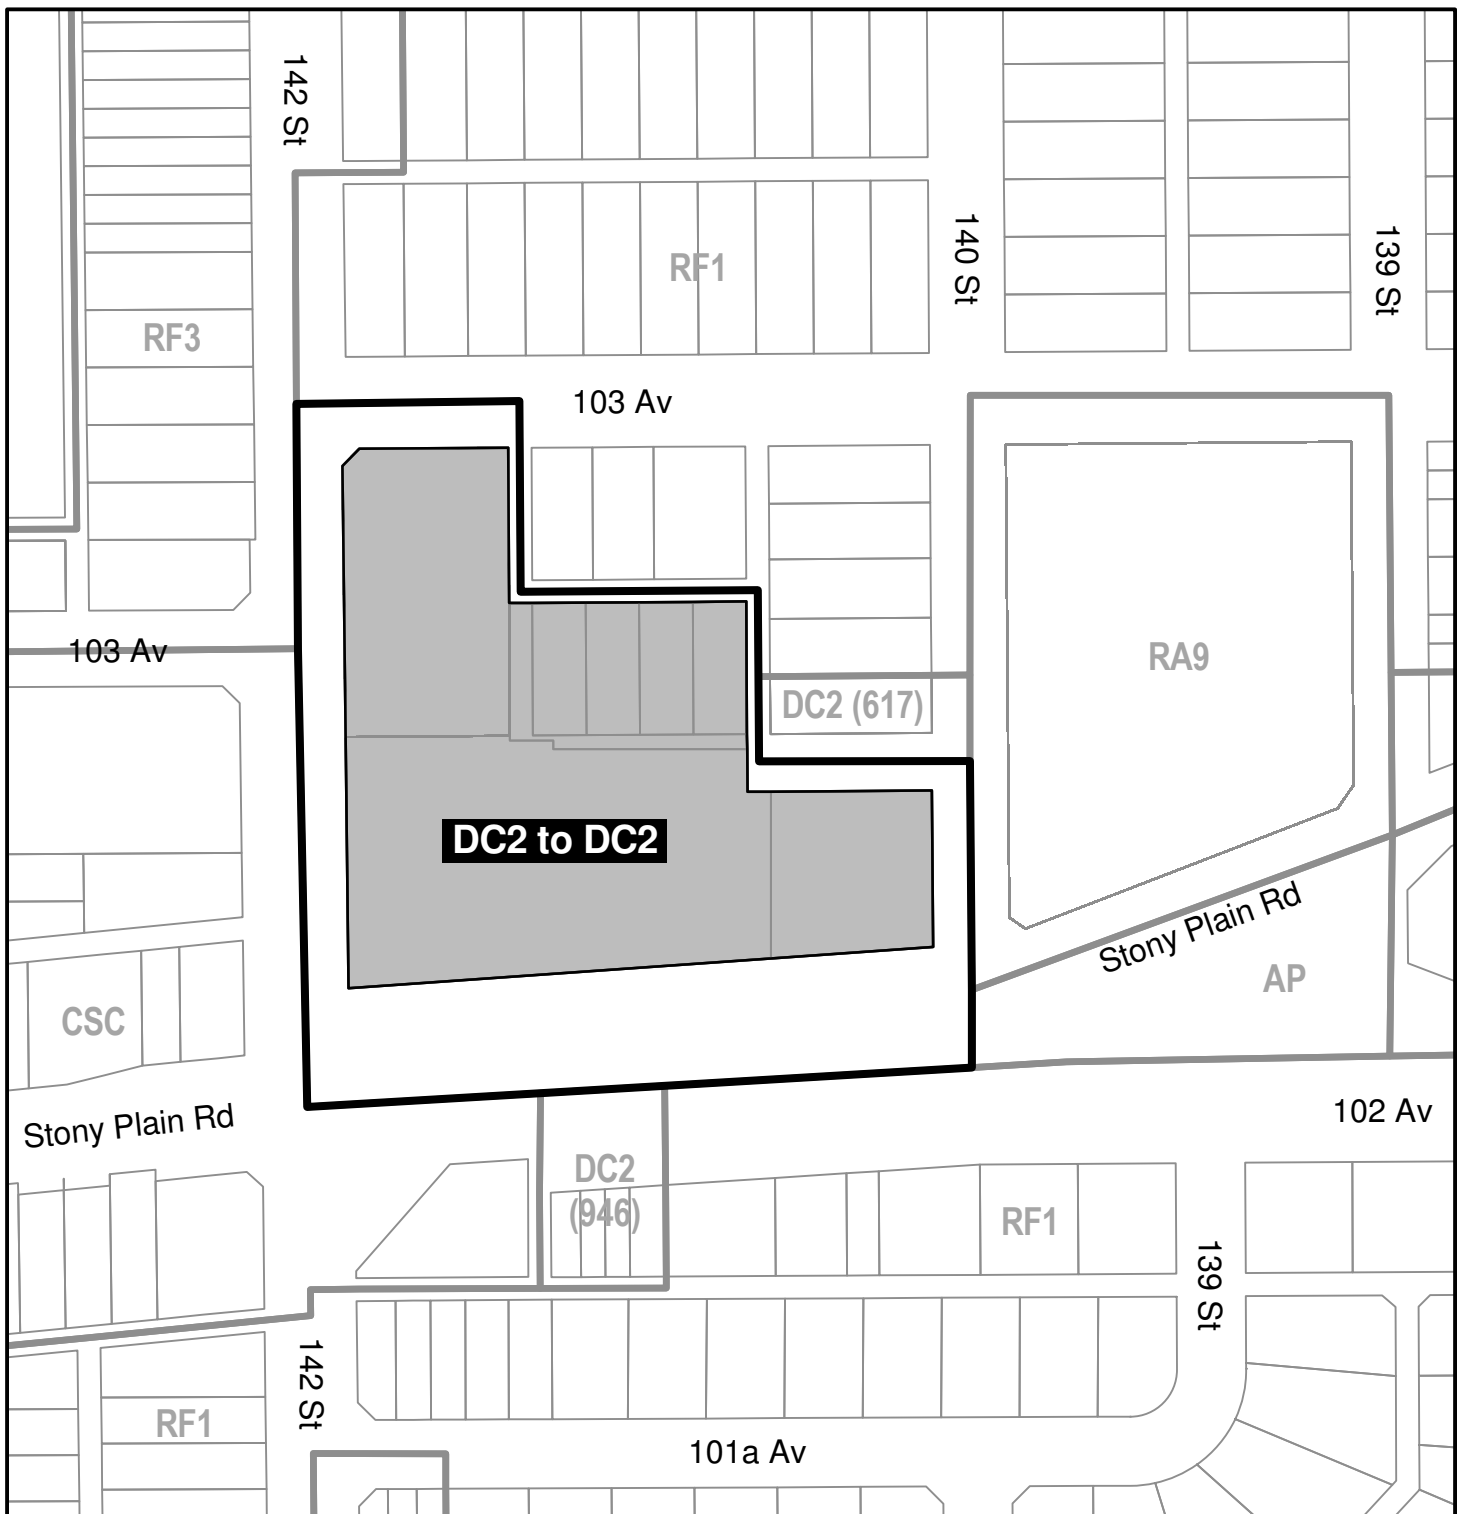 142 St
140 St
139 St
RF1
RF3
103 Av
103 Av
RA9
DC2 (617)
DC2 to DC2
Stony Plain Rd
AP
CSC
Stony Plain Rd
102 Av
DC2
(946)
RF1
139 St
142 St
RF1
101a Av